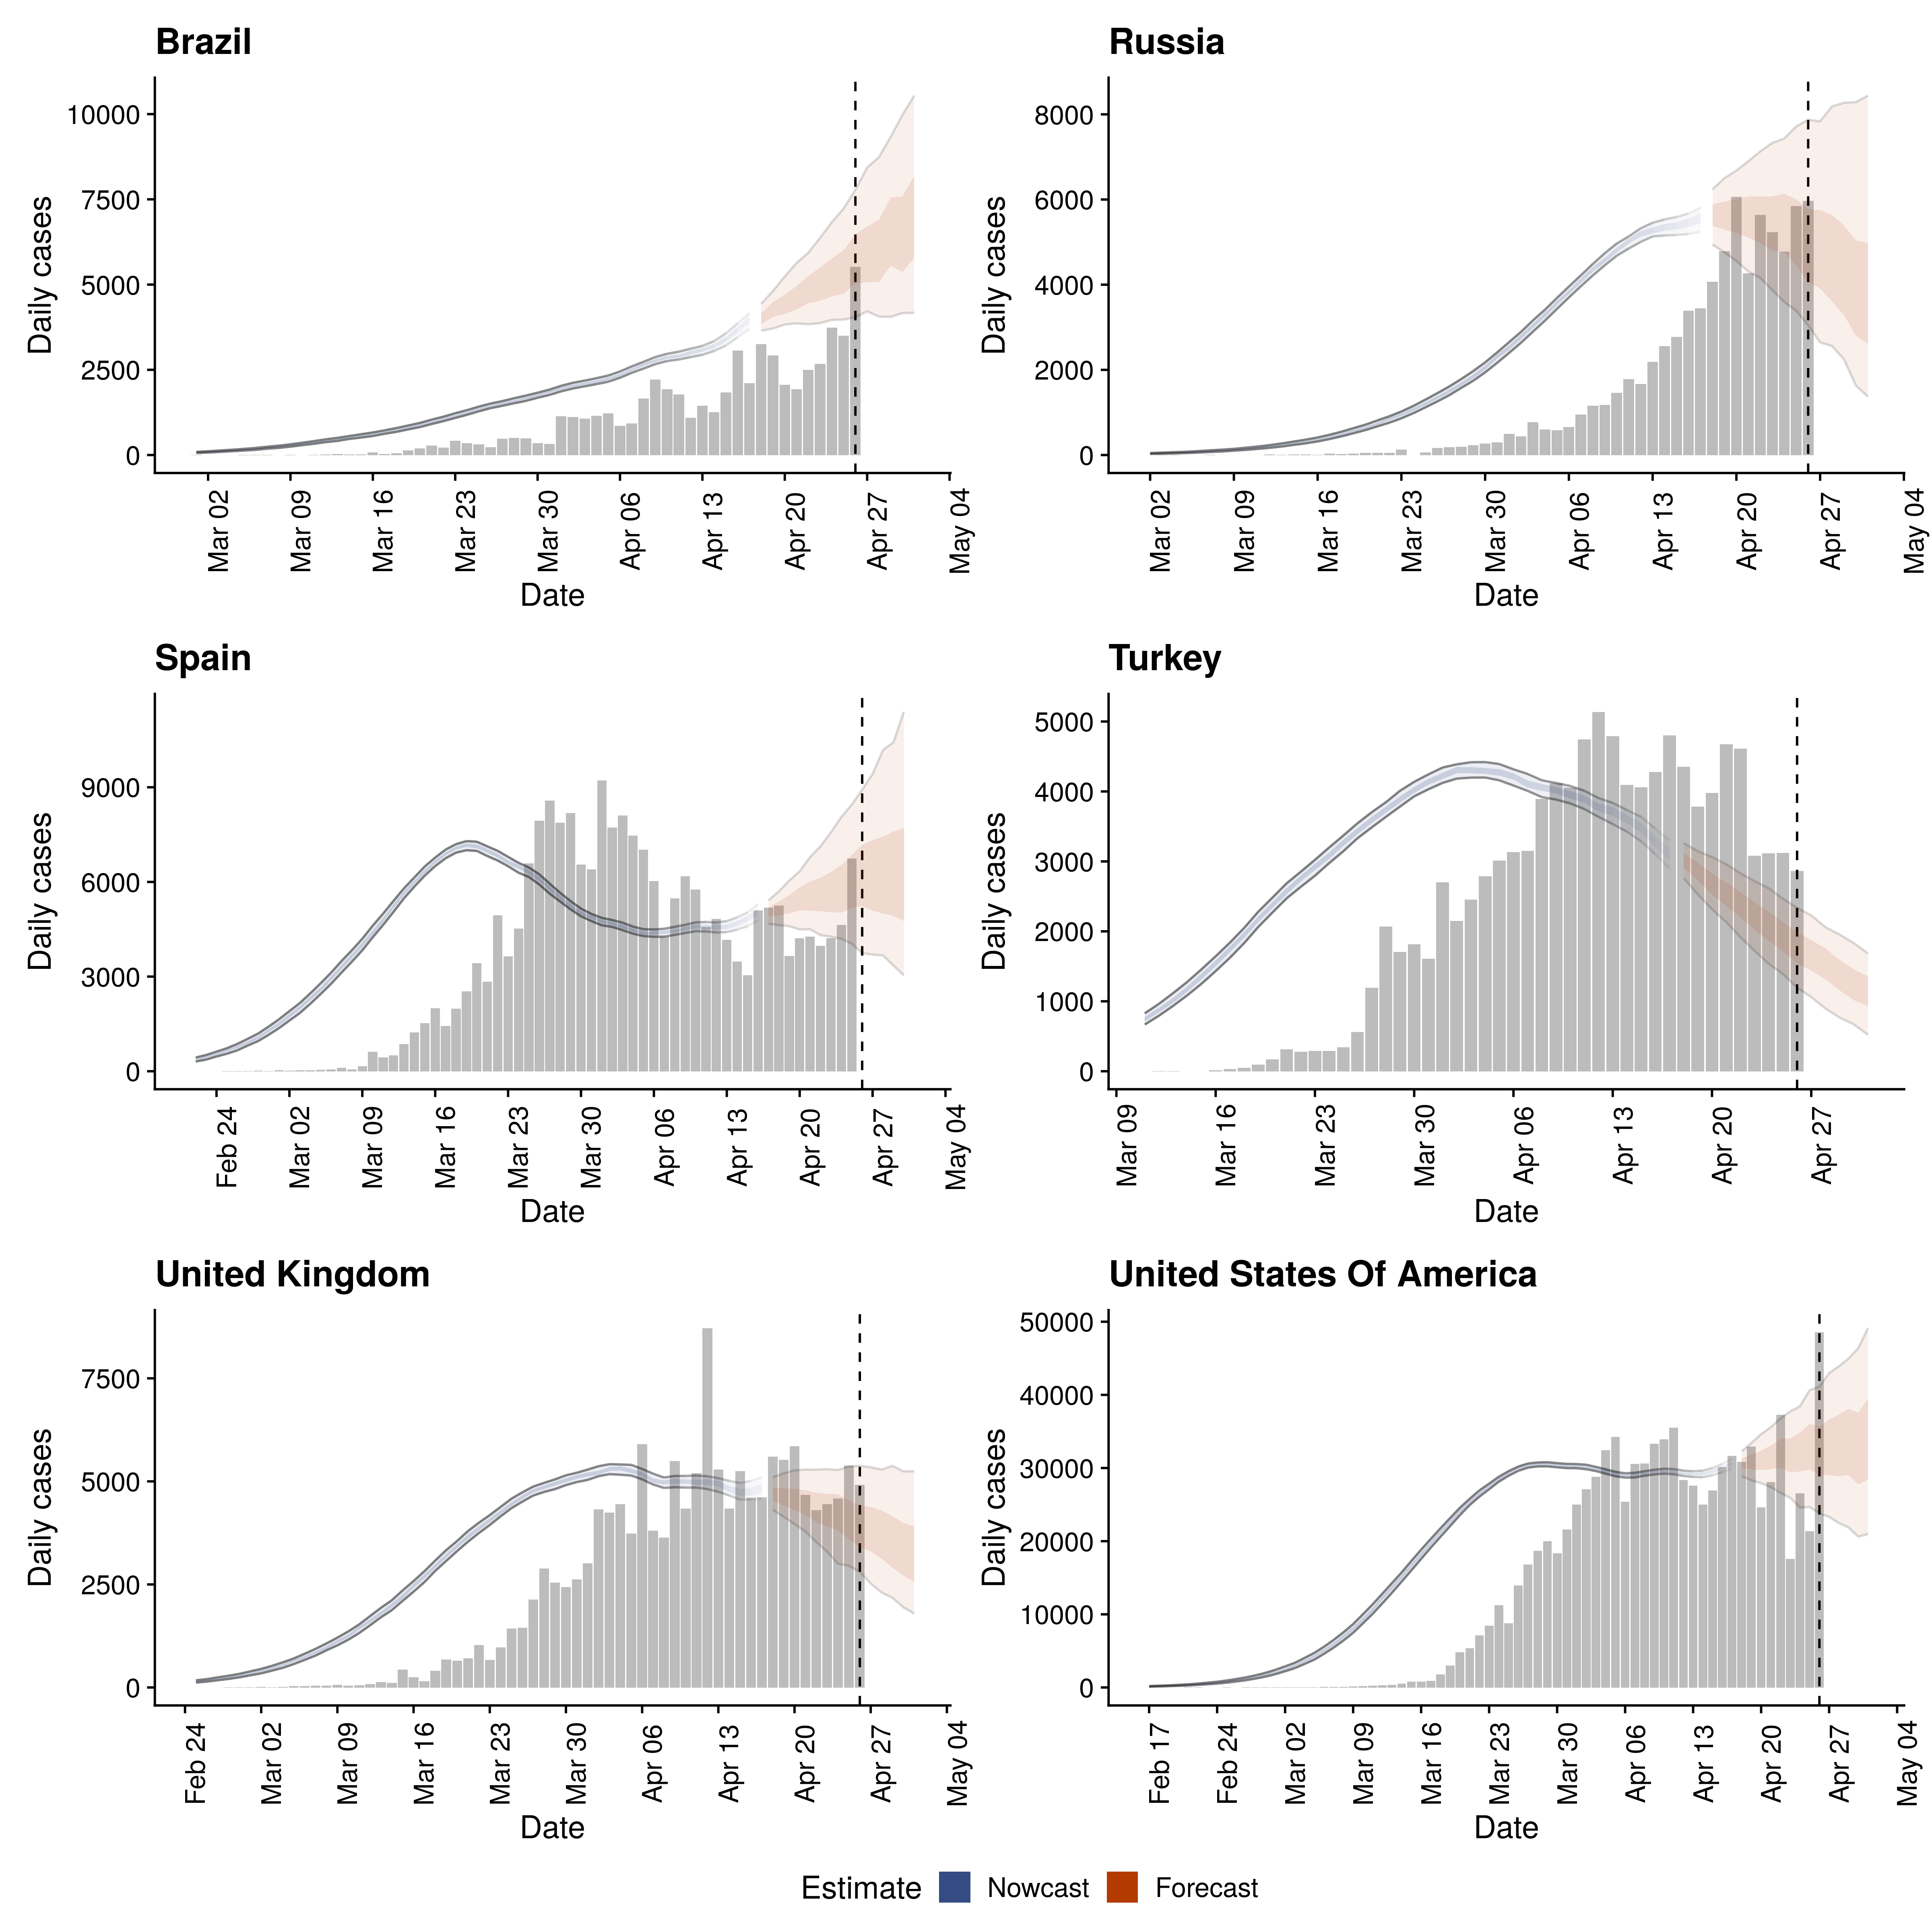 Brazil
Daily cases
10000
7500
5000
2500
0
Mar 02
Mar 09
Mar 16
Mar 23
Mar 30
Apr 06
Apr 13
Apr 20
Apr 27
May 04
Date
Russia
Daily cases
8000
6000
4000
2000
0
Mar 02
Mar 09
Mar 16
Mar 23
Mar 30
Apr 06
Apr 13
Apr 20
Apr 27
May 04
Date
Spain
Daily cases
9000
6000
3000
0
Feb 24
Mar 02
Mar 09
Mar 16
Mar 23
Mar 30
Apr 06
Apr 13
Apr 20
Apr 27
May 04
Date
Turkey
Daily cases
5000
4000
3000
2000
1000
0
Mar 09
Mar 16
Mar 23
Mar 30
Apr 06
Apr 13
Apr 20
Apr 27
Date
United Kingdom
Daily cases
7500
5000
2500
0
Feb 24
Mar 02
Mar 09
Mar 16
Mar 23
Mar 30
Apr 06
Apr 13
Apr 20
Apr 27
May 04
Date
United States Of America
Daily cases
50000
40000
30000
20000
10000
0
Feb 17
Feb 24
Mar 02
Mar 09
Mar 16
Mar 23
Mar 30
Apr 06
Apr 13
Apr 20
Apr 27
May 04
Date
Estimate Nowcast Forecast